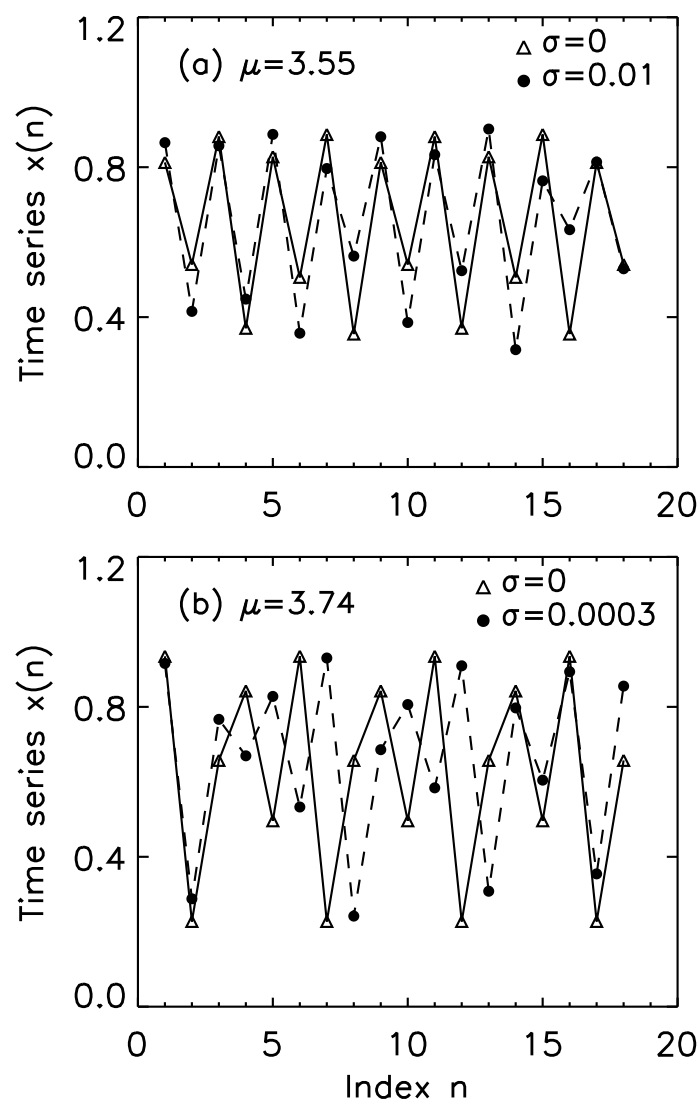 1.2
(a) μ=3.55
△ σ=0
● σ=0.01
0.8
0.4
0.0
Time series x(n)
0 5 10 15 20
1.2
(b) μ=3.74
△ σ=0
● σ=0.0003
0.8
0.4
0.0
Time series x(n)
0 5 10 15 20
Index n